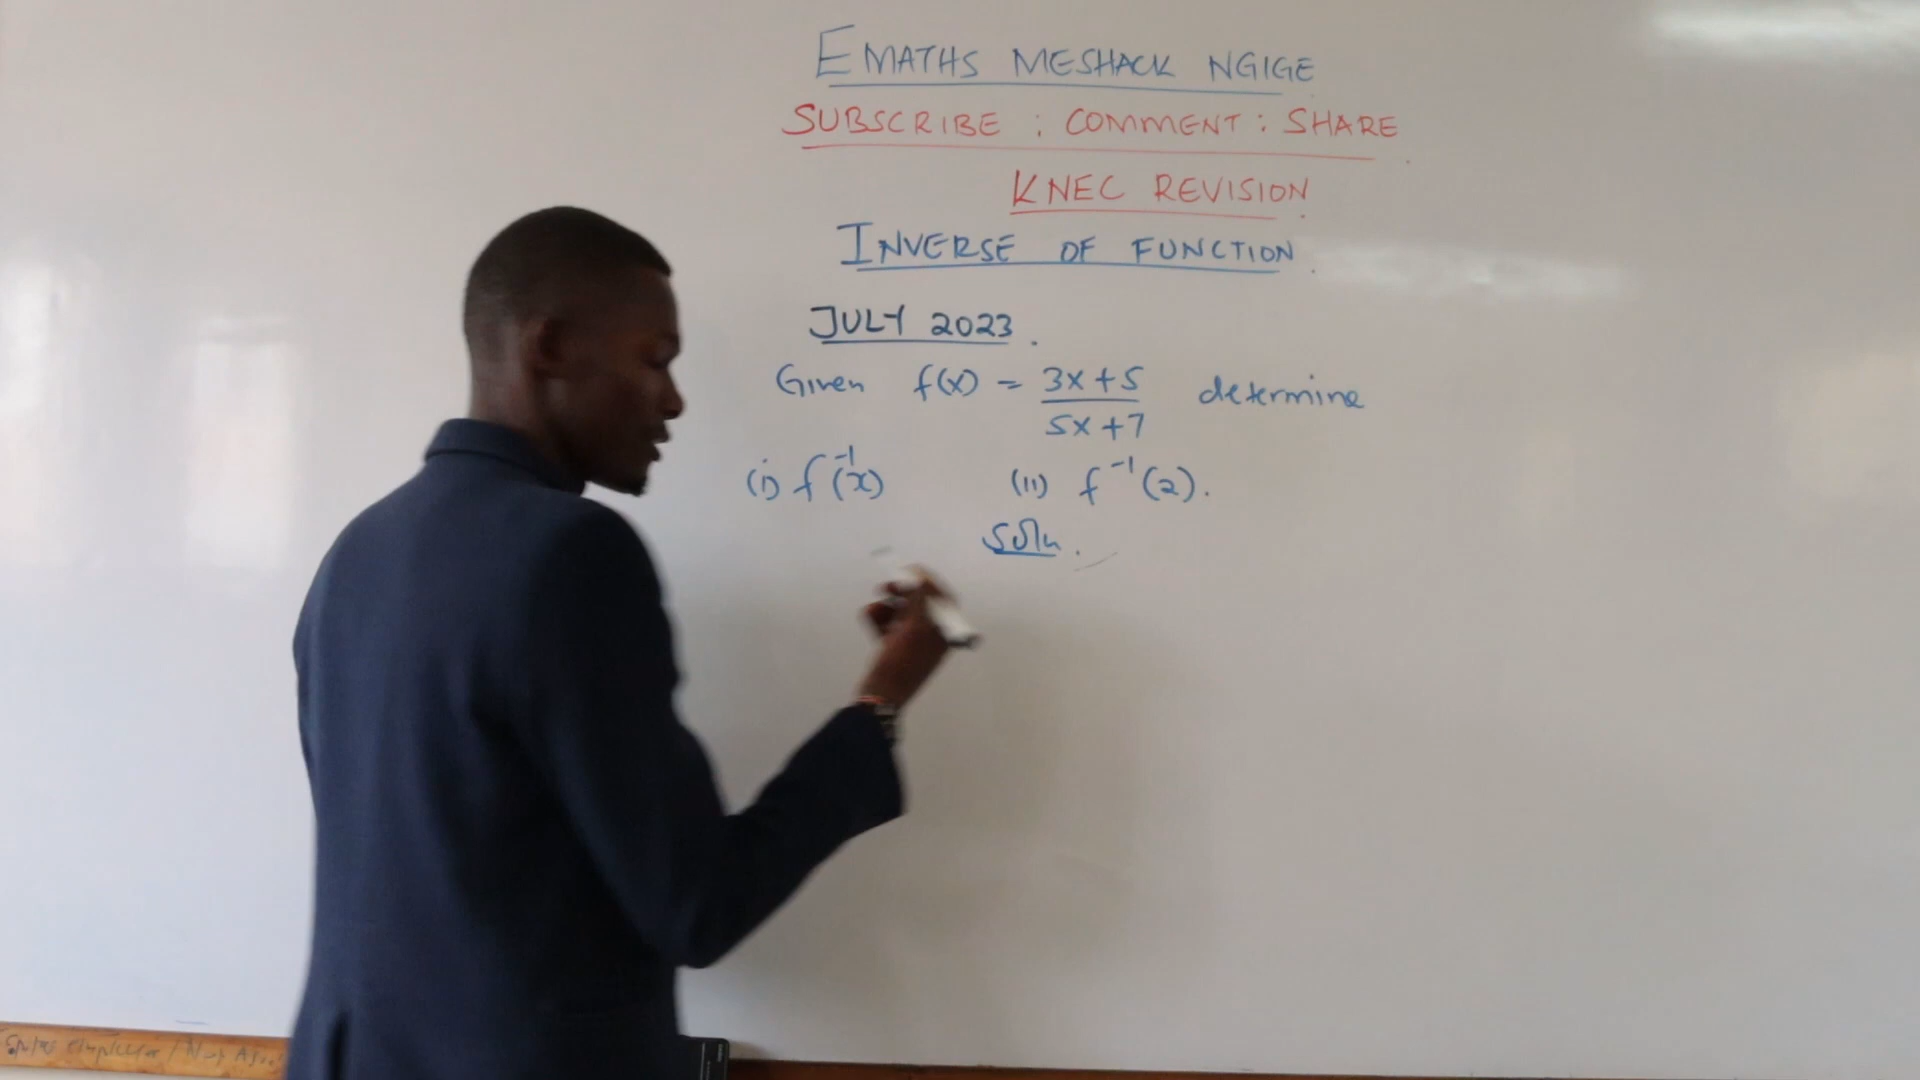 EMATHS MESHACK NGIGE
SUBSCRIBE : COMMENT : SHARE
KNEC REVISION
INVERSE OF FUNCTION
JULY 2023
Given f(x) = 3x+5 / 5x+7 determine
(i) f⁻¹(x) (ii) f⁻¹(2).
Soln.